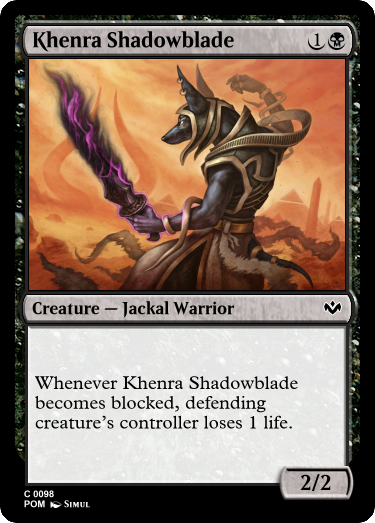 Khenra Shadowblade 1
Creature — Jackal Warrior
Whenever Khenra Shadowblade
becomes blocked, defending
creature's controller loses 1 life.
2/2
C 0098
POM Simul